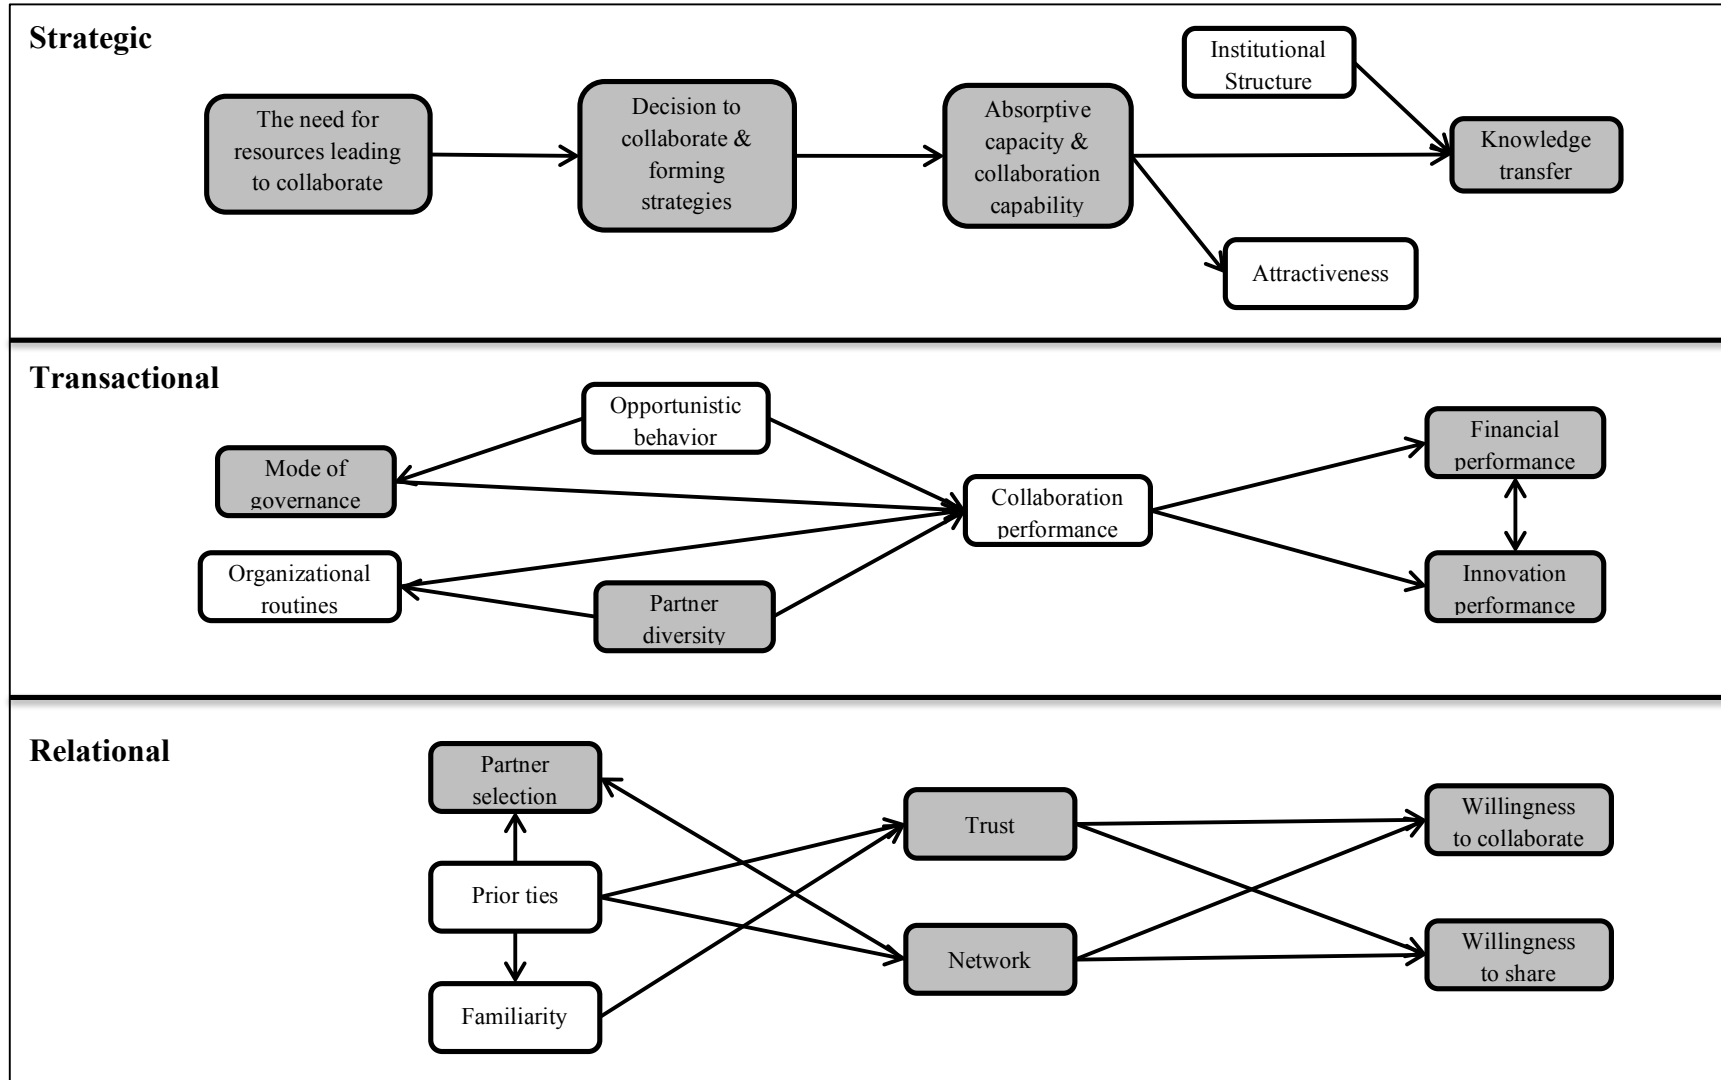 Strategic
Institutional
Structure
The need for
resources leading
to collaborate
Decision to
collaborate &
forming
strategies
Absorptive
capacity &
collaboration
capability
Knowledge
transfer
Attractiveness
Transactional
Opportunistic
behavior
Mode of
governance
Financial
performance
Collaboration
performance
Organizational
routines
Partner
diversity
Innovation
performance
Relational
Partner
selection
Trust
Willingness
to collaborate
Prior ties
Network
Willingness
to share
Familiarity